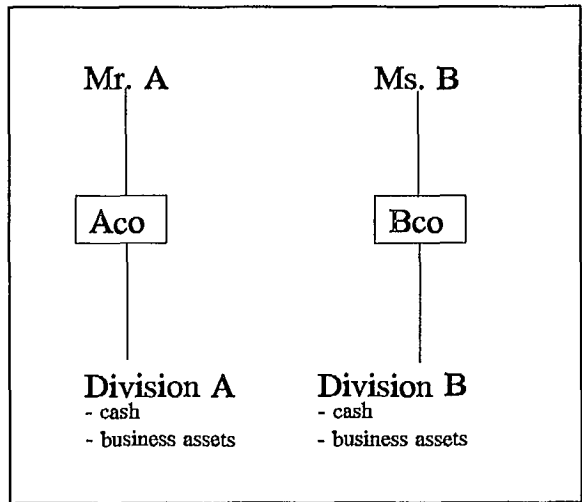 Mr. A
Ms. B
Aco
Bco
Division A
- cash
- business assets
Division B
- cash
- business assets